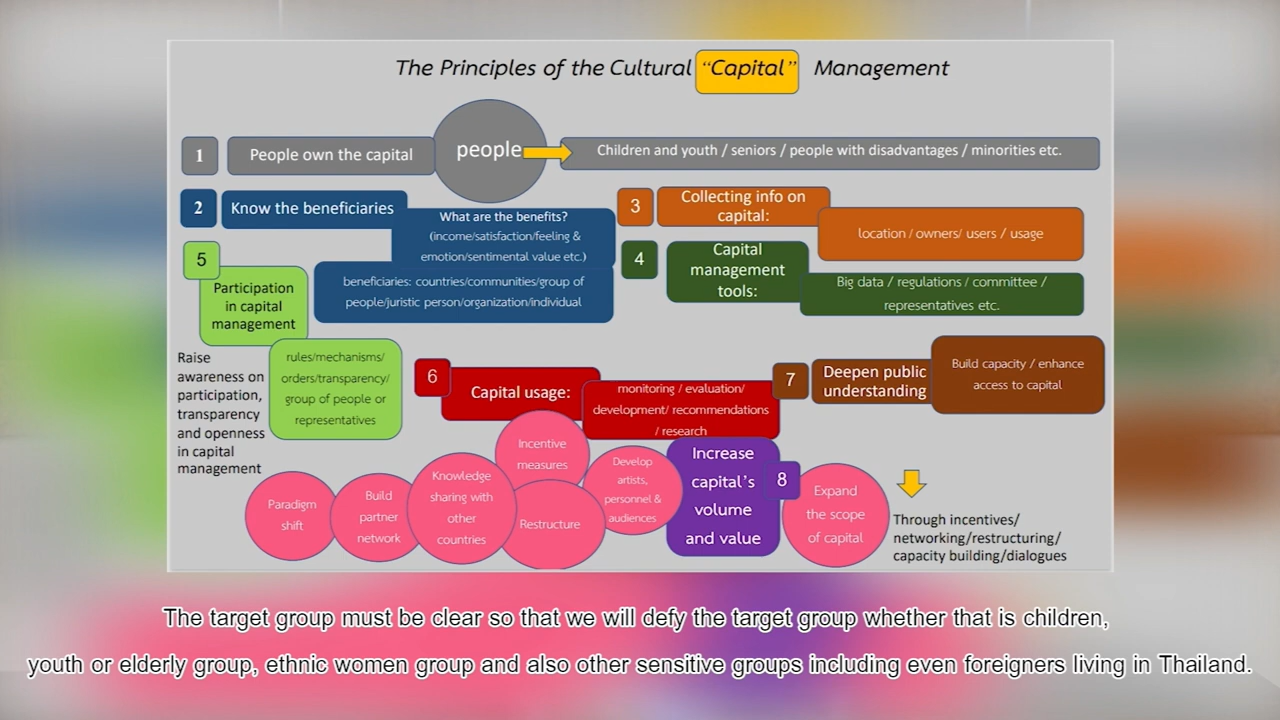 The Principles of the Cultural “Capital” Management
1
People own the capital
people
Children and youth / seniors / people with disadvantages / minorities etc.
2
Know the beneficiaries
What are the benefits?
(income/satisfaction/feeling &
emotion/sentimental value etc.)
beneficiaries: countries/communities/group of
people/juristic person/organization/individual
3
Collecting info on
capital:
location / owners/ users / usage
4
Capital
management
tools:
Big data / regulations / committee /
representatives etc.
5
Participation
in capital
management
rules/mechanisms/
orders/transparency/
group of people or
representatives
Raise
awareness on
participation,
transparency
and openness
in capital
management
6
Capital usage:
monitoring / evaluation/
development/ recommendations
/ research
7
Deepen public
understanding
Build capacity / enhance
access to capital
Paradigm
shift
Build
partner
network
Knowledge
sharing with
other
countries
Incentive
measures
Restructure
Develop
artists,
personnel &
audiences
Increase
capital’s
volume
and value
8
Expand
the scope
of capital
Through incentives/
networking/restructuring/
capacity building/dialogues
The target group must be clear so that we will defy the target group whether that is children,
youth or elderly group, ethnic women group and also other sensitive groups including even foreigners living in Thailand.